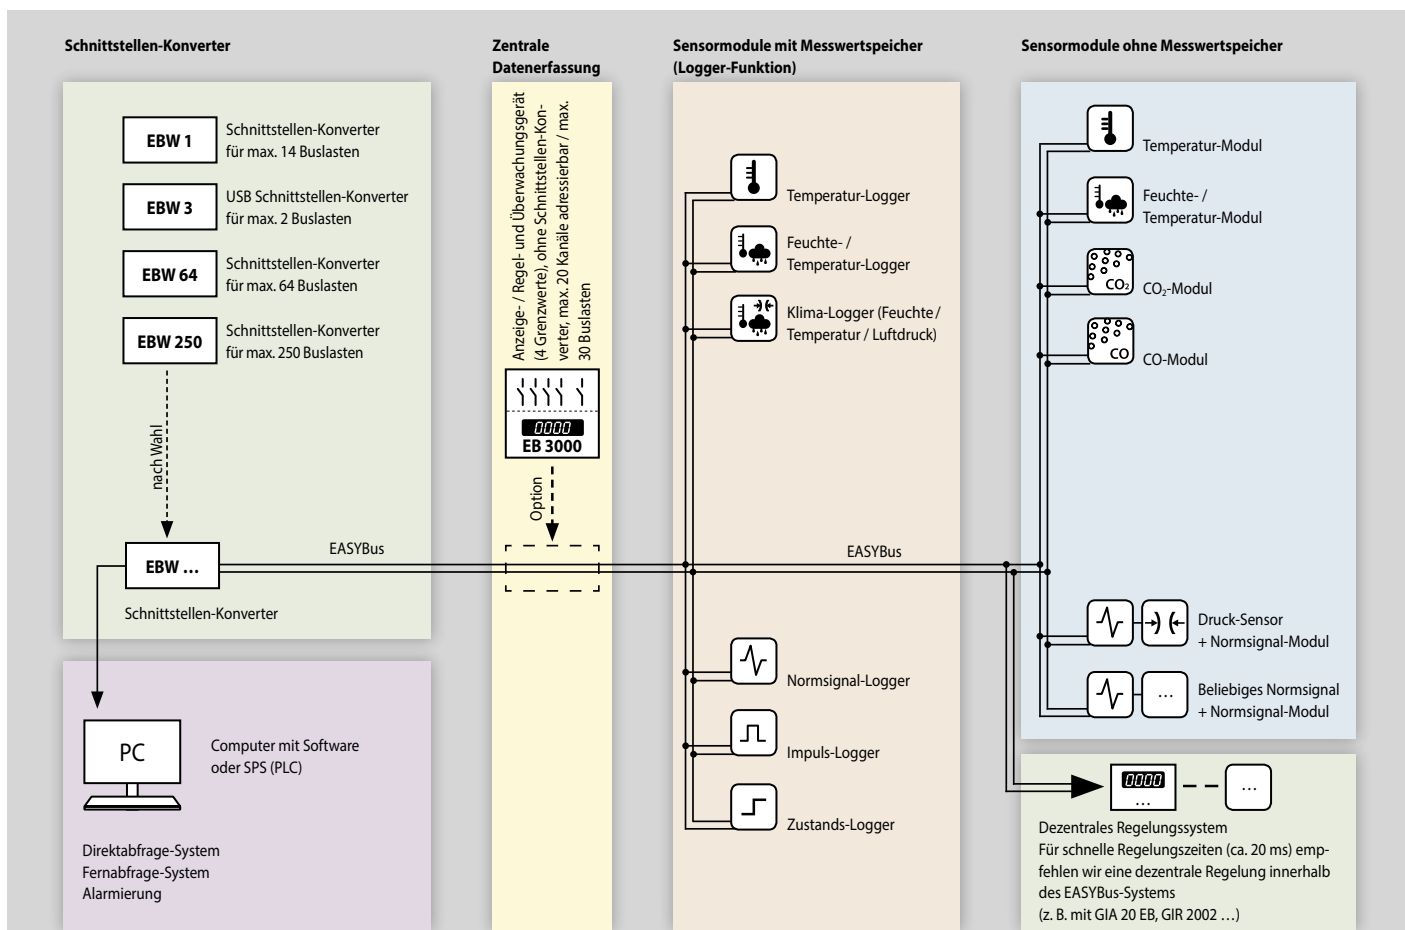 Schnittstellen-Konverter
EBW 1
Schnittstellen-Konverter
für max. 14 Buslasten
EBW 3
USB Schnittstellen-Konverter
für max. 2 Buslasten
EBW 64
Schnittstellen-Konverter
für max. 64 Buslasten
EBW 250
Schnittstellen-Konverter
für max. 250 Buslasten
nach Wahl
EBW ...
EASYBus
Schnittstellen-Konverter
PC
Computer mit Software
oder SPS (PLC)
Direktabfrage-System
Fernabfrage-System
Alarmierung
Zentrale
Datenerfassung
Anzeige- / Regel- und Überwachungsgerät
(4 Grenzwerte), ohne Schnittstellen-Kon-
verter, max. 20 Kanäle adressierbar / max.
30 Buslasten
0000
EB 3000
Option
Sensormodule mit Messwertspeicher
(Logger-Funktion)
Temperatur-Logger
Feuchte- /
Temperatur-Logger
Klima-Logger (Feuchte /
Temperatur / Luftdruck)
EASYBus
Normsignal-Logger
Impuls-Logger
Zustands-Logger
Sensormodule ohne Messwertspeicher
Temperatur-Modul
Feuchte- /
Temperatur-Modul
CO₂
CO₂-Modul
CO
CO-Modul
Druck-Sensor
+ Normsignal-Modul
...
Beliebiges Normsignal
+ Normsignal-Modul
0000
...
...
Dezentrales Regelungssystem
Für schnelle Regelungszeiten (ca. 20 ms) emp-
fehlen wir eine dezentrale Regelung innerhalb
des EASYBus-Systems
(z. B. mit GIA 20 EB, GIR 2002 ...)